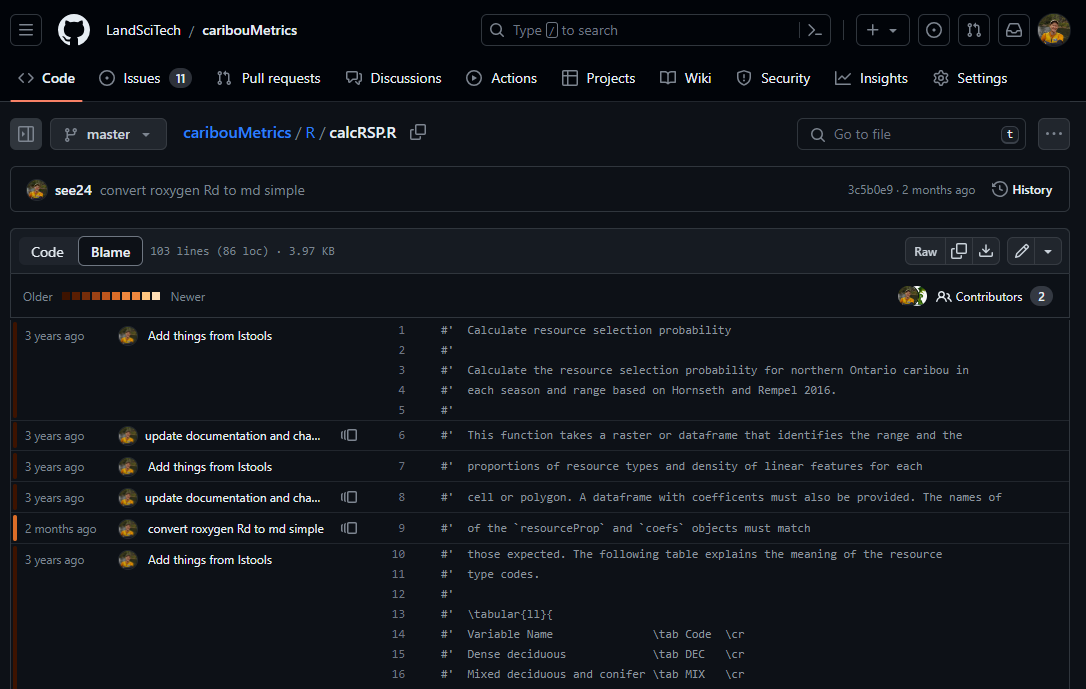 LandSciTech / caribouMetrics
Type / to search
Code Issues 11 Pull requests Discussions Actions Projects Wiki Security Insights Settings
master caribouMetrics / R / calcRSP.R
Go to file t
see24 convert roxygen Rd to md simple
3c5b0e9 · 2 months ago History
Code Blame 103 lines (86 loc) · 3.97 KB
Raw
Older Newer
Contributors 2
3 years ago Add things from lstools 1 #' Calculate resource selection probability
2 #'
3 #' Calculate the resource selection probability for northern Ontario caribou in
4 #' each season and range based on Hornseth and Rempel 2016.
5 #'
3 years ago update documentation and cha... 6 #' This function takes a raster or dataframe that identifies the range and the
3 years ago Add things from lstools 7 #' proportions of resource types and density of linear features for each
3 years ago update documentation and cha... 8 #' cell or polygon. A dataframe with coefficents must also be provided. The names of
2 months ago convert roxygen Rd to md simple 9 #' of the `resourceProp` and `coefs` objects must match
3 years ago Add things from lstools 10 #' those expected. The following table explains the meaning of the resource
11 #' type codes.
12 #'
13 #' \tabular{ll}{
14 #' Variable Name \tab Code \cr
15 #' Dense deciduous \tab DEC \cr
16 #' Mixed deciduous and conifer \tab MIX \cr